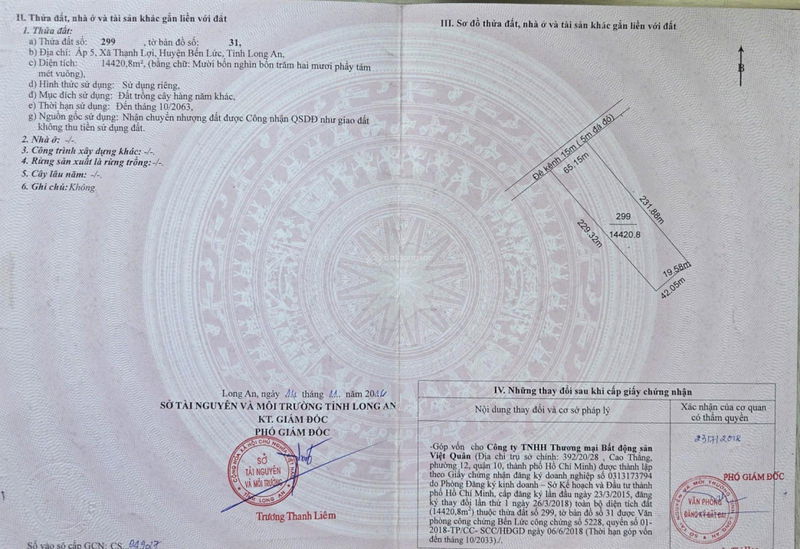 II. Thửa đất, nhà ở và tài sản khác gắn liền với đất
1. Thửa đất:
a) Thửa đất số: 299 , tờ bản đồ số: 31,
b) Địa chỉ: Ấp 5, Xã Thạnh Lợi, Huyện Bến Lức, Tỉnh Long An,
c) Diện tích: 14420,8m², (bằng chữ: Mười bốn nghìn bốn trăm hai mươi phẩy tám
mét vuông),
d) Hình thức sử dụng: Sử dụng riêng,
đ) Mục đích sử dụng: Đất trồng cây hàng năm khác,
e) Thời hạn sử dụng: Đến tháng 10/2063,
g) Nguồn gốc sử dụng: Nhận chuyển nhượng đất được Công nhận QSDĐ như giao đất
không thu tiền sử dụng đất.
2. Nhà ở: -/-.
3. Công trình xây dựng khác: -/-.
4. Rừng sản xuất là rừng trồng:-/-.
5. Cây lâu năm: -/-.
6. Ghi chú: Không.
Long An, ngày tháng 11 năm 20
SỞ TÀI NGUYÊN VÀ MÔI TRƯỜNG TỈNH LONG AN
KT. GIÁM ĐỐC
PHÓ GIÁM ĐỐC
SỞ
TÀI NGUYÊN
VÀ MÔI TRƯỜNG
TỈNH LONG AN
Trương Thanh Liêm
Số vào sổ cấp GCN: CS
III. Sơ đồ thửa đất, nhà ở và tài sản khác gắn liền với đất
B
Đê kênh 15m ( 5m đá đỏ)
65.15m
231.88m
299
14420.8
229.32m
19.58m
42.05m
IV. Những thay đổi sau khi cấp giấy chứng nhận
Nội dung thay đổi và cơ sở pháp lý
Xác nhận của cơ quan
có thẩm quyền
-Góp vốn cho Công ty TNHH Thương mại Bất động sản
Việt Quân (Địa chỉ trụ sở chính: 392/20/28 , Cao Thắng,
phường 12, quận 10, thành phố Hồ Chí Minh) được thành lập
theo Giấy chứng nhận đăng ký doanh nghiệp số 0313173794
do Phòng Đăng ký kinh doanh – Sở Kế hoạch và Đầu tư thành
phố Hồ Chí Minh, cấp đăng ký lần đầu ngày 23/3/2015, đăng
ký thay đổi lần thứ 1 ngày 26/3/2018) toàn bộ diện tích đất
(14420,8m²) thuộc thửa đất số 299, tờ bản đồ số 31 được Văn
phòng công chứng Bến Lức công chứng số 5228, quyển số 01-
2018-TP/CC- SCC/HĐGD ngày 06/6/2018 (Thời hạn góp vốn
đến tháng 10/2033)./.
PHÓ GIÁM ĐỐC
VĂN PHÒNG
ĐĂNG KÝ ĐẤT ĐAI